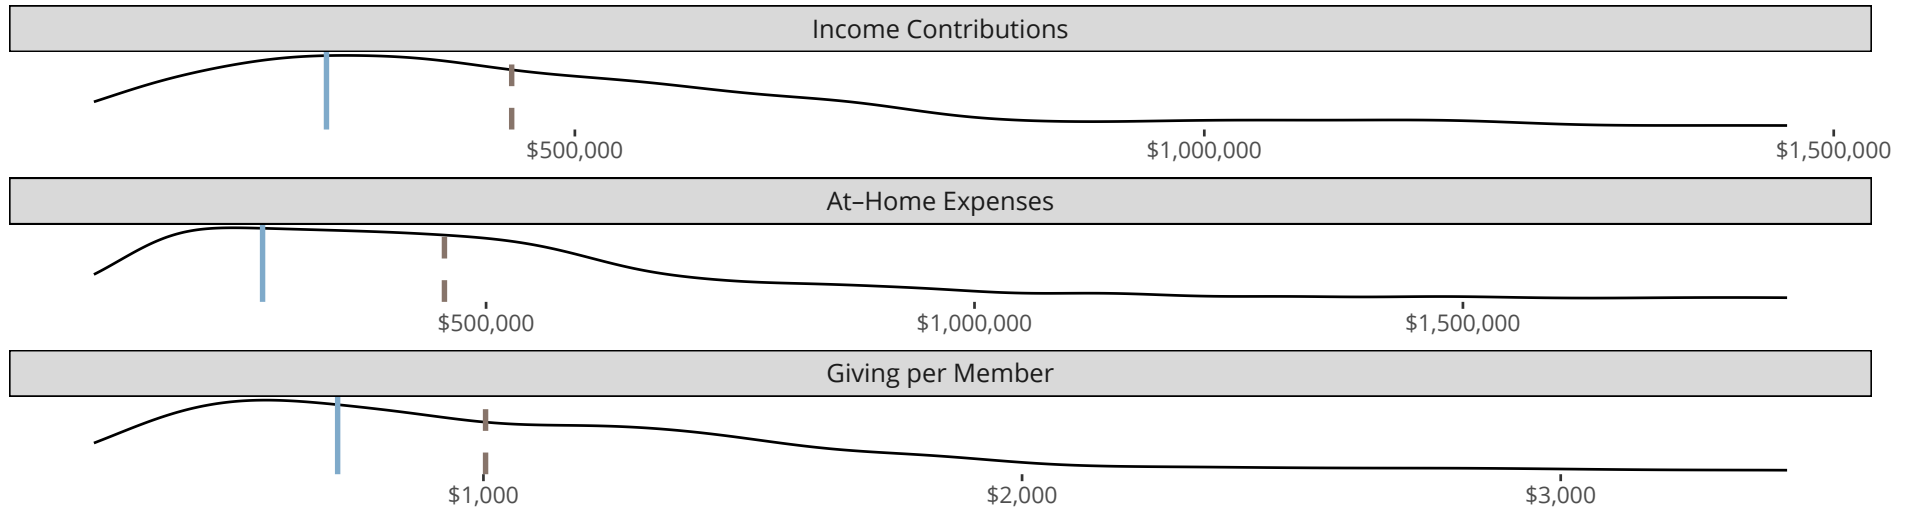 Income Contributions
$500,000 $1,000,000 $1,500,000
At–Home Expenses
$500,000 $1,000,000 $1,500,000
Giving per Member
$1,000 $2,000 $3,000